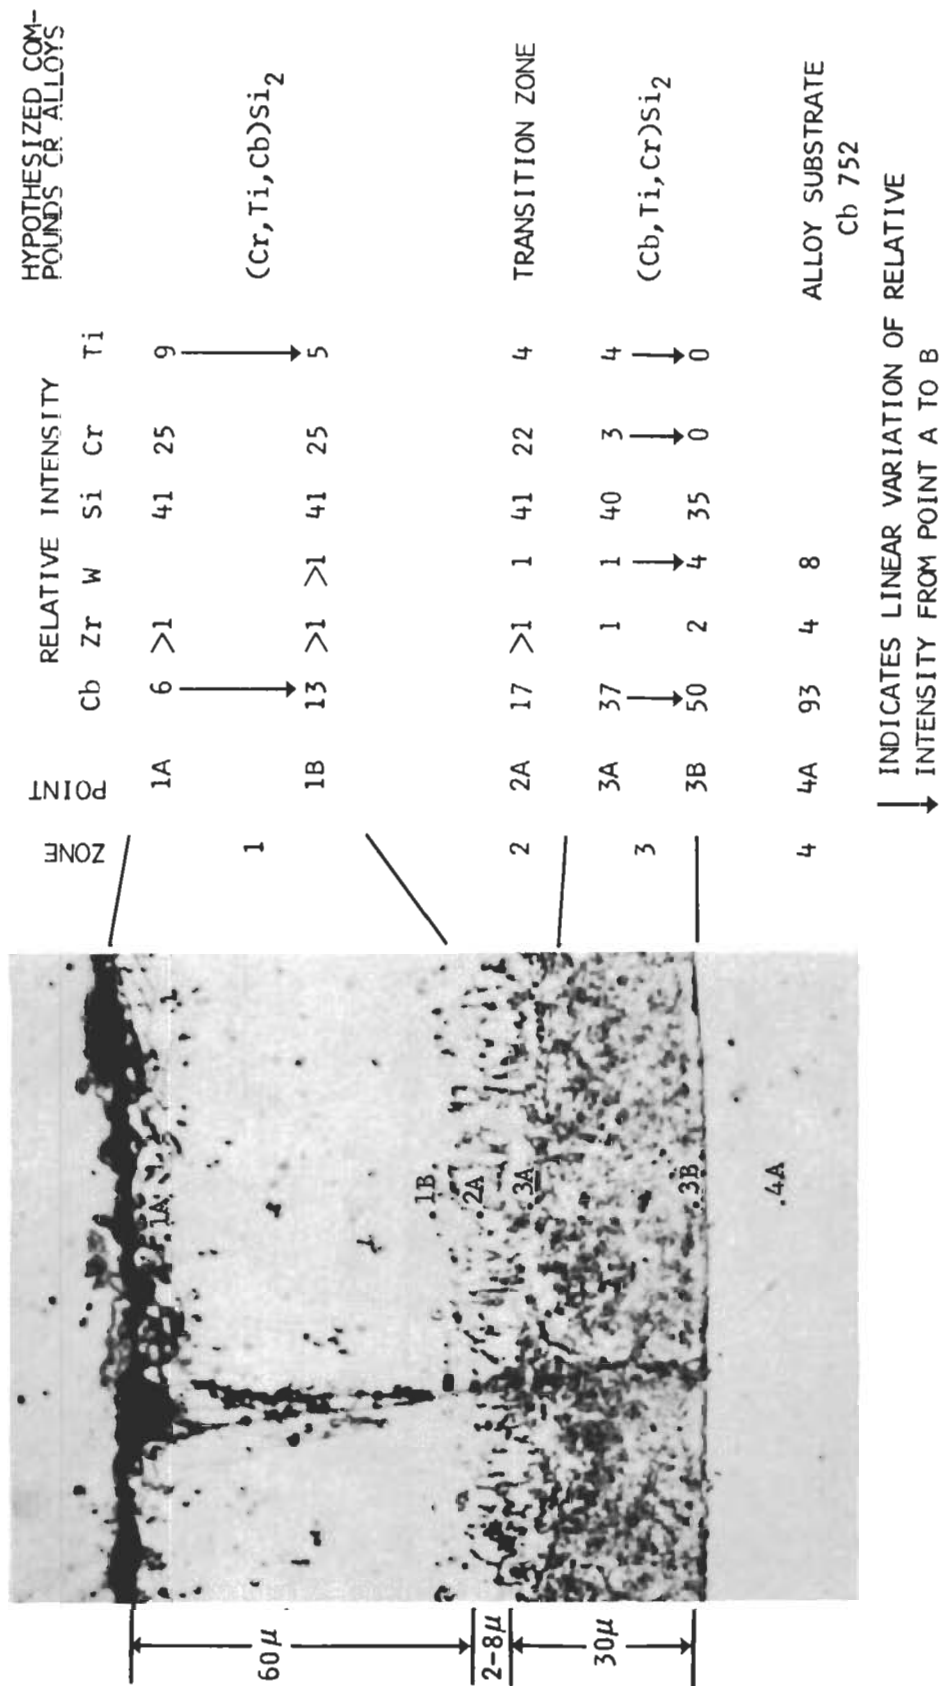 HYPOTHESIZED COM-
POUNDS CR ALLOYS
RELATIVE INTENSITY
ZONE POINT Cb Zr W Si Cr Ti
1A 6 >1 41 25 9
1 (Cr,Ti,Cb)Si2
1B 13 >1 >1 41 25 5
2 2A 17 >1 1 41 22 4 TRANSITION ZONE
3A 37 1 1 40 3 4
3 (Cb,Ti,Cr)Si2
3B 50 2 4 35 0 0
4 4A 93 4 8 ALLOY SUBSTRATE
Cb 752
INDICATES LINEAR VARIATION OF RELATIVE
INTENSITY FROM POINT A TO B
.1A
.1B
.2A
.3A
.3B
.4A
60μ
2-8μ
30μ